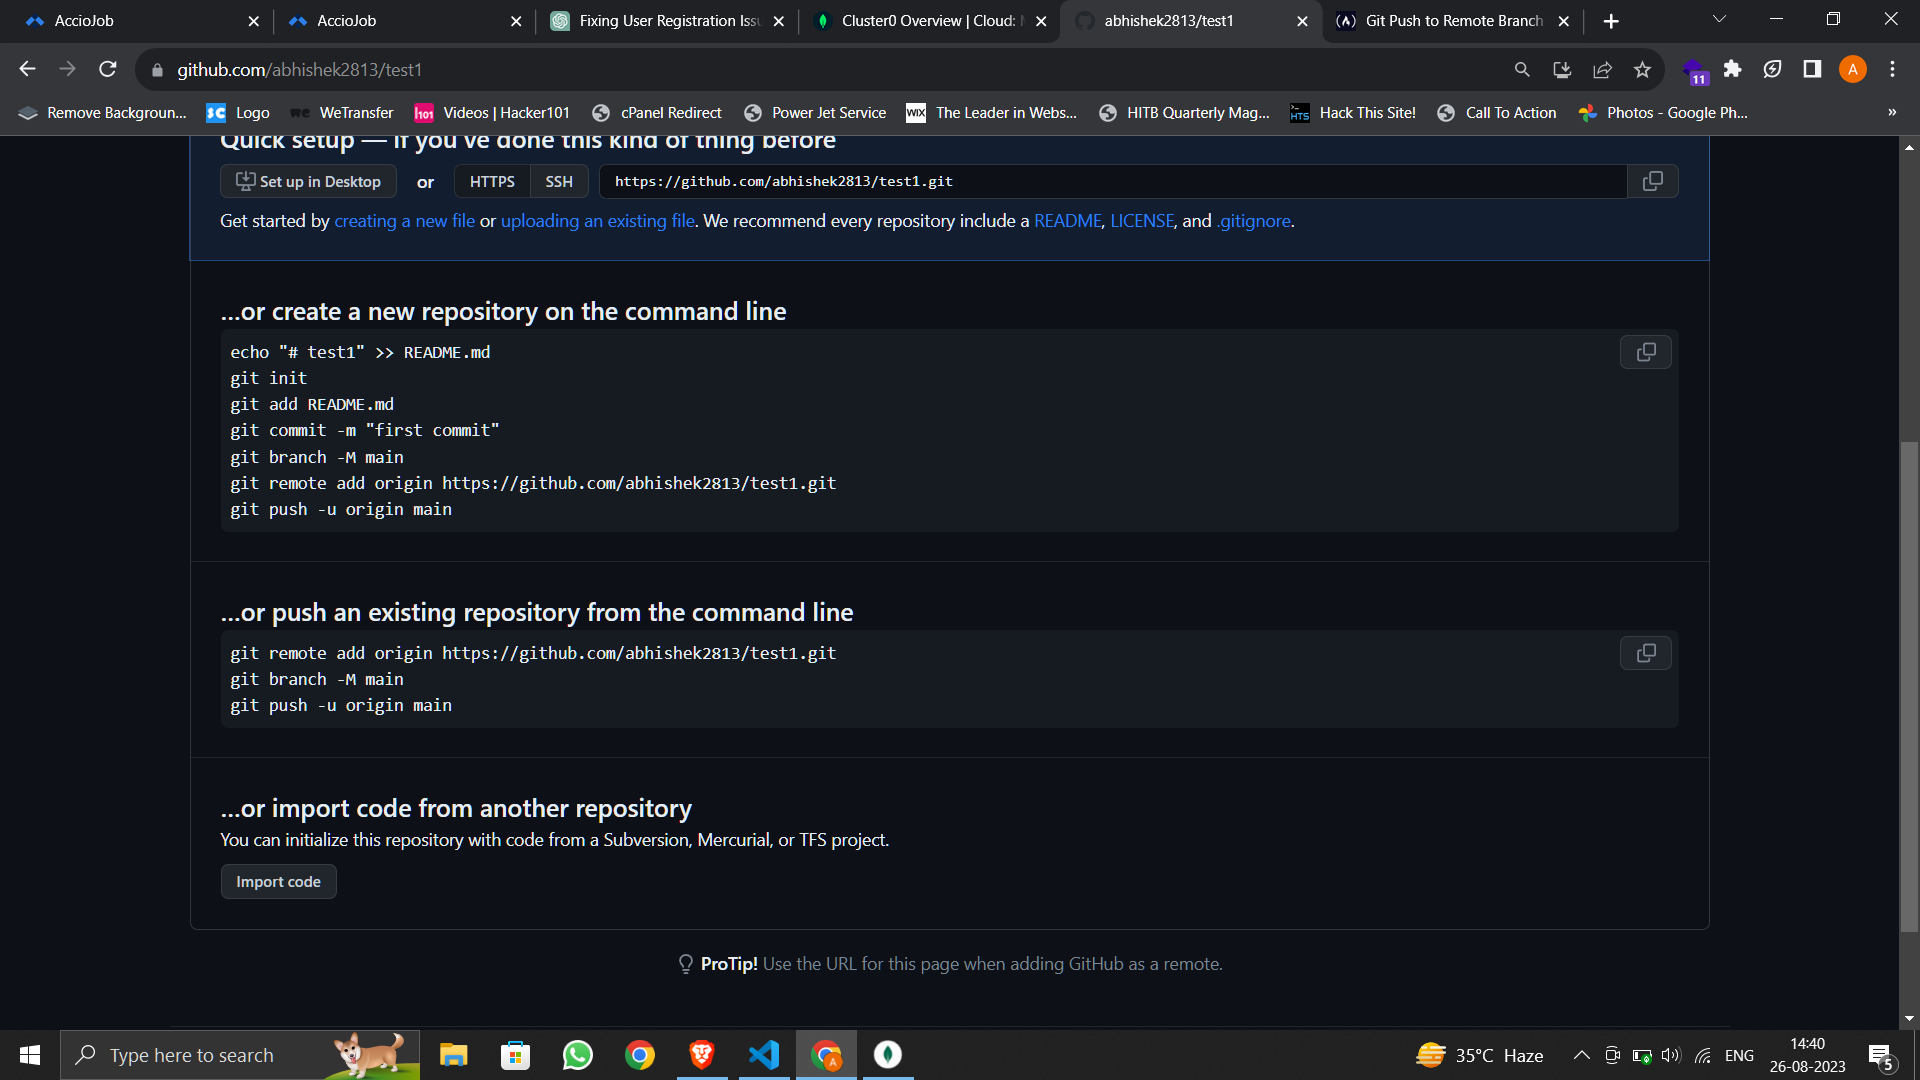 AccioJob
AccioJob
Fixing User Registration Issu
Cluster0 Overview | Cloud: M
abhishek2813/test1
Git Push to Remote Branch
github.com/abhishek2813/test1
11
A
Remove Backgroun...
Logo
WeTransfer
Videos | Hacker101
cPanel Redirect
Power Jet Service
WIX
The Leader in Webs...
HITB Quarterly Mag...
HTS
Hack This Site!
Call To Action
Photos - Google Ph...
»
Quick setup — if you've done this kind of thing before
Set up in Desktop
or
HTTPS
SSH
https://github.com/abhishek2813/test1.git
Get started by creating a new file or uploading an existing file. We recommend every repository include a README, LICENSE, and .gitignore.
...or create a new repository on the command line
echo "# test1" >> README.md
git init
git add README.md
git commit -m "first commit"
git branch -M main
git remote add origin https://github.com/abhishek2813/test1.git
git push -u origin main
...or push an existing repository from the command line
git remote add origin https://github.com/abhishek2813/test1.git
git branch -M main
git push -u origin main
...or import code from another repository
You can initialize this repository with code from a Subversion, Mercurial, or TFS project.
Import code
ProTip! Use the URL for this page when adding GitHub as a remote.
Type here to search
35°C Haze
ENG
14:40
26-08-2023
5